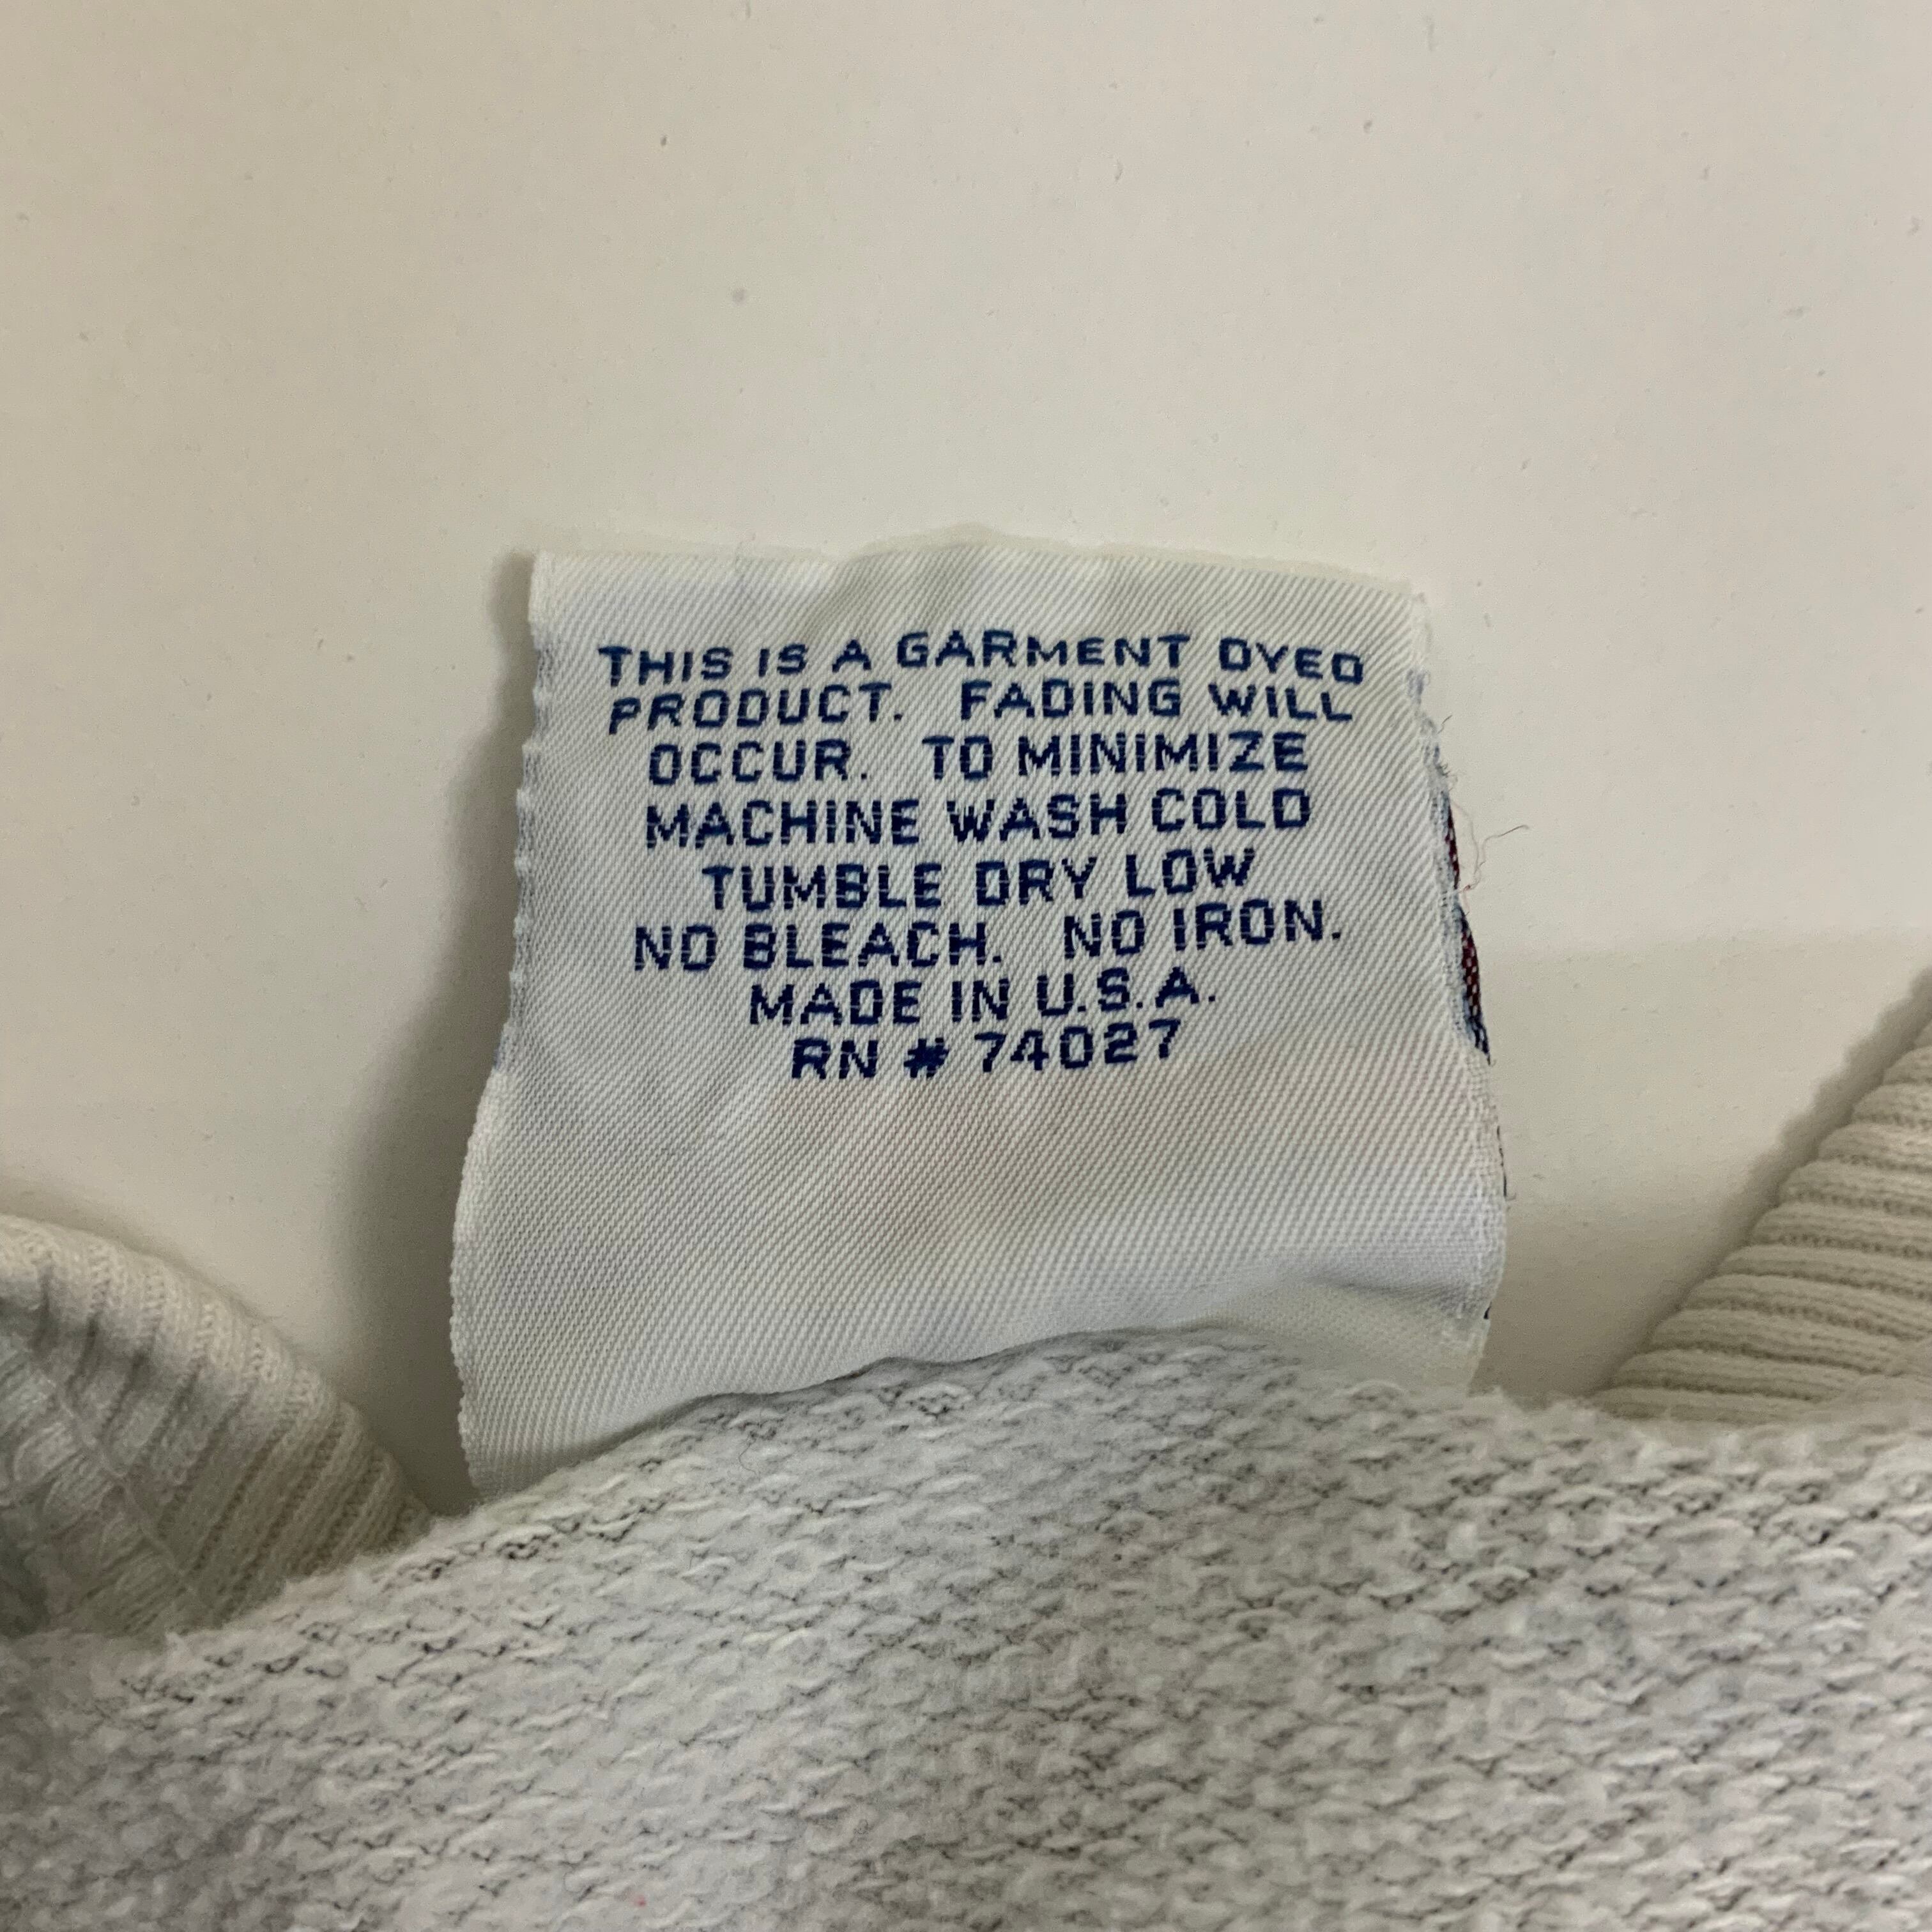 THIS IS A GARMENT DYED
PRODUCT. FADING WILL
OCCUR. TO MINIMIZE
MACHINE WASH COLD
TUMBLE DRY LOW
NO BLEACH. NO IRON.
MADE IN U.S.A.
RN # 74027